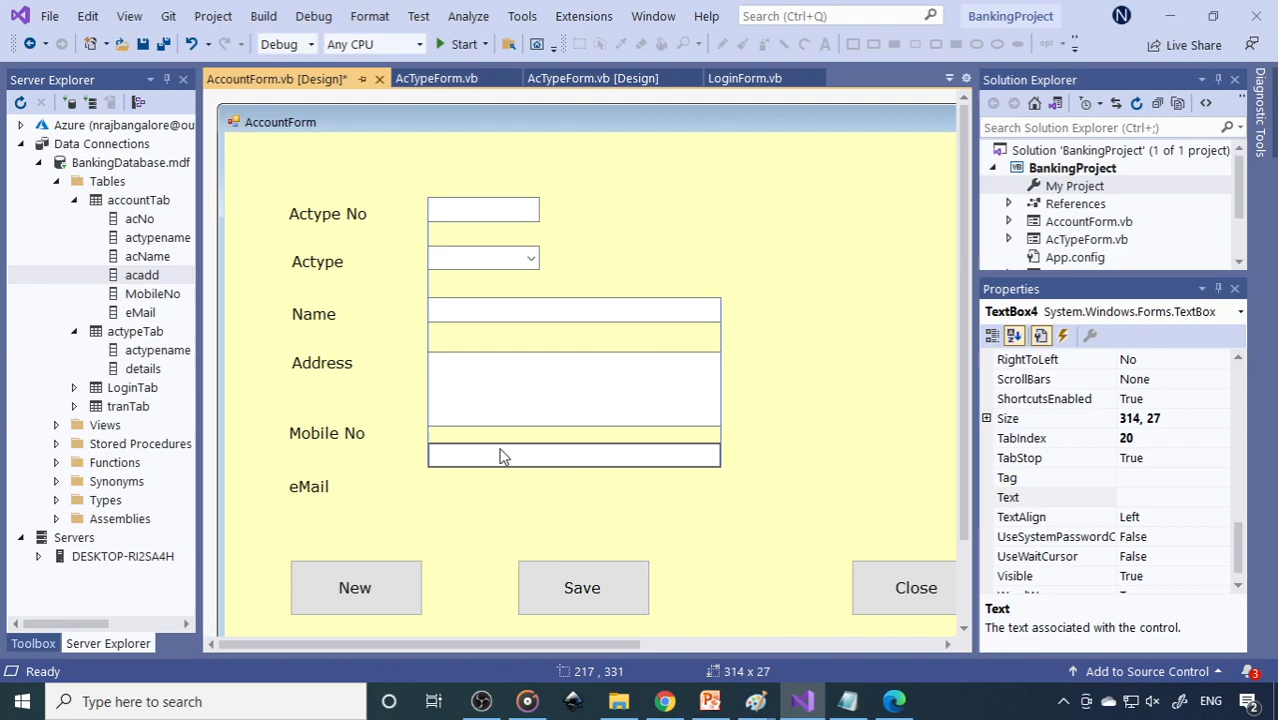 File Edit View Git Project Build Debug Format Test Analyze Tools Extensions Window Help Search (Ctrl+Q) BankingProject N
Debug Any CPU Start Live Share
Server Explorer
AccountForm.vb [Design]* AcTypeForm.vb AcTypeForm.vb [Design] LoginForm.vb
Solution Explorer
Azure (nrajbangalore@ou
Data Connections
BankingDatabase.mdf
Tables
accountTab
acNo
actypename
acName
acadd
MobileNo
eMail
actypeTab
actypename
details
LoginTab
tranTab
Views
Stored Procedures
Functions
Synonyms
Types
Assemblies
Servers
DESKTOP-RI2SA4H
Toolbox Server Explorer
AccountForm
Actype No
Actype
Name
Address
Mobile No
eMail
New Save Close
Search Solution Explorer (Ctrl+;)
Solution 'BankingProject' (1 of 1 project)
BankingProject
My Project
References
AccountForm.vb
AcTypeForm.vb
App.config
Properties
TextBox4 System.Windows.Forms.TextBox
RightToLeft No
ScrollBars None
ShortcutsEnabled True
Size 314, 27
TabIndex 20
TabStop True
Tag
Text
TextAlign Left
UseSystemPasswordC False
UseWaitCursor False
Visible True
Text
The text associated with the control.
Diagnostic Tools
Ready 217 , 331 314 x 27 Add to Source Control 3
Type here to search ENG 2